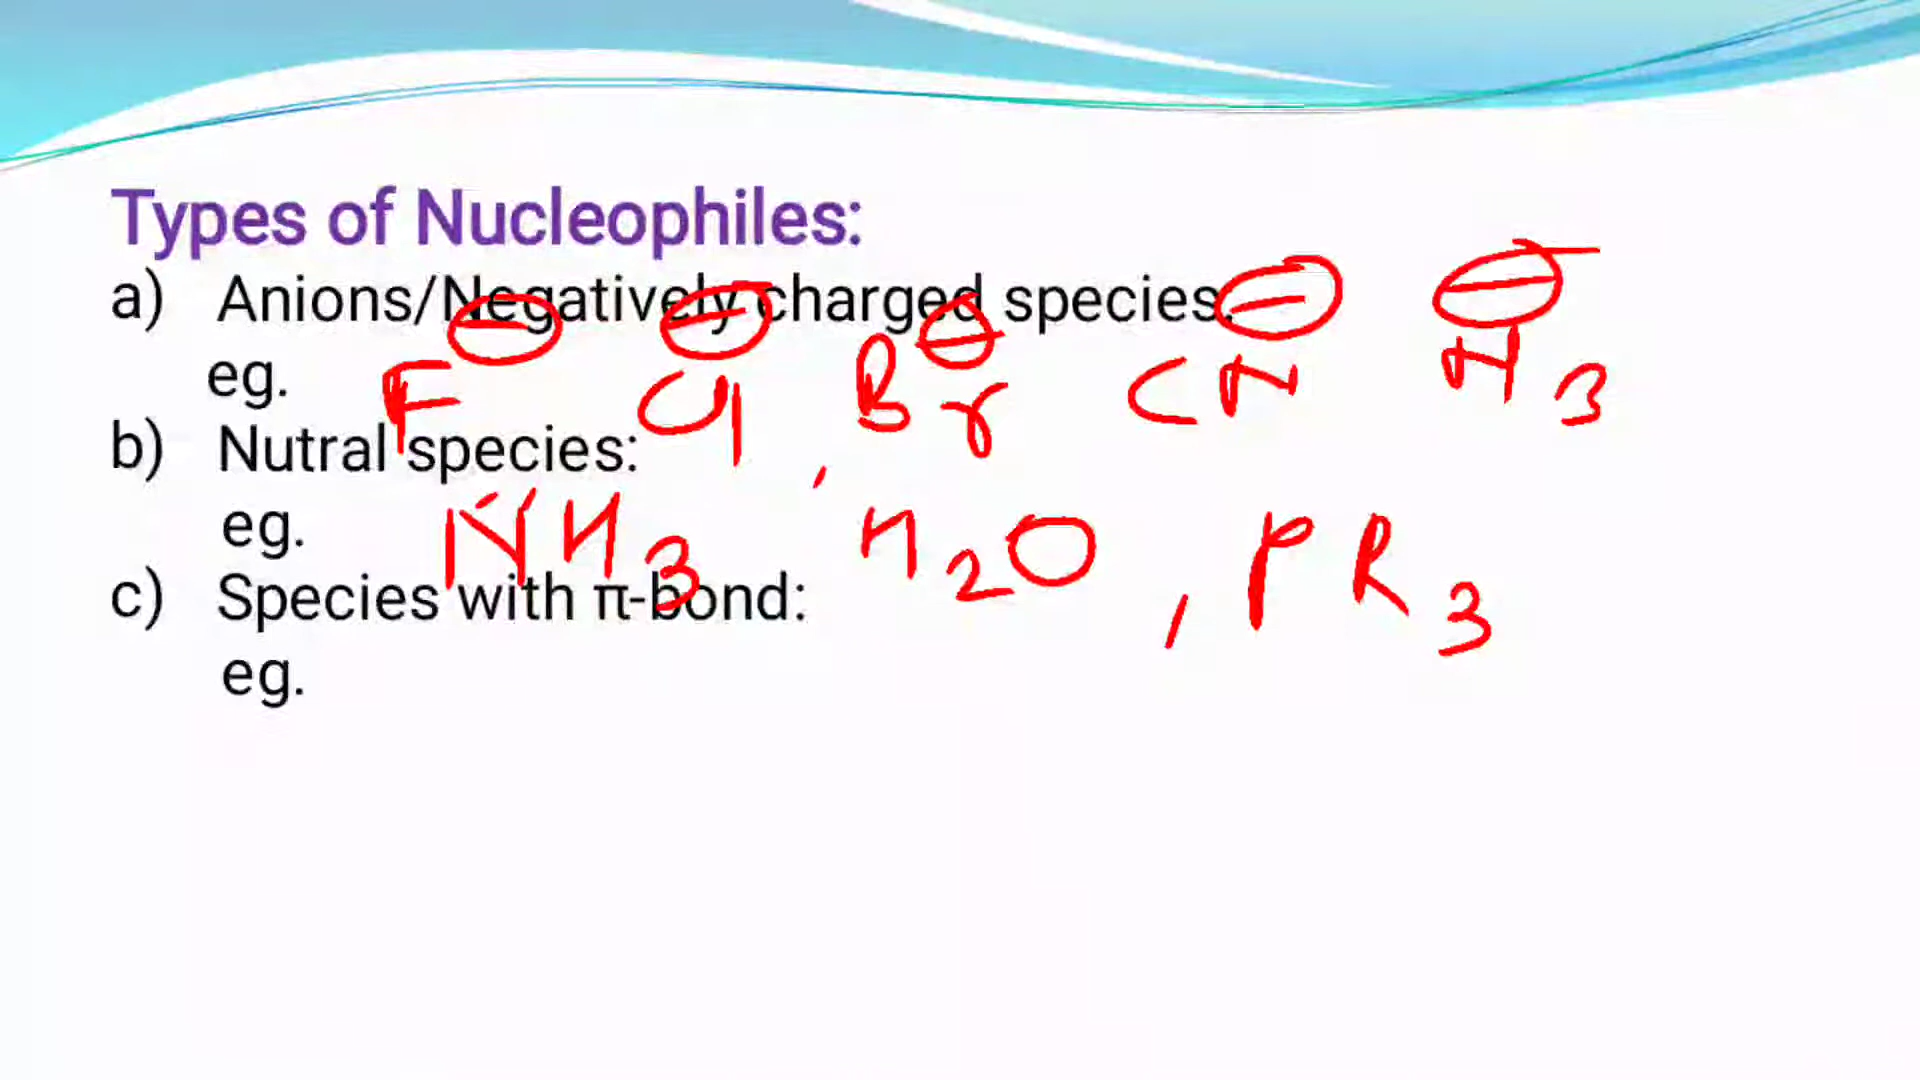 Types of Nucleophiles:
a) Anions/Negatively charged species:
eg. F⊖ Cl⊖ Br⊖ CN⊖ N⊖3
b) Nutral species:
eg. N̈H3 , H2O , PR3
c) Species with π-bond:
eg.